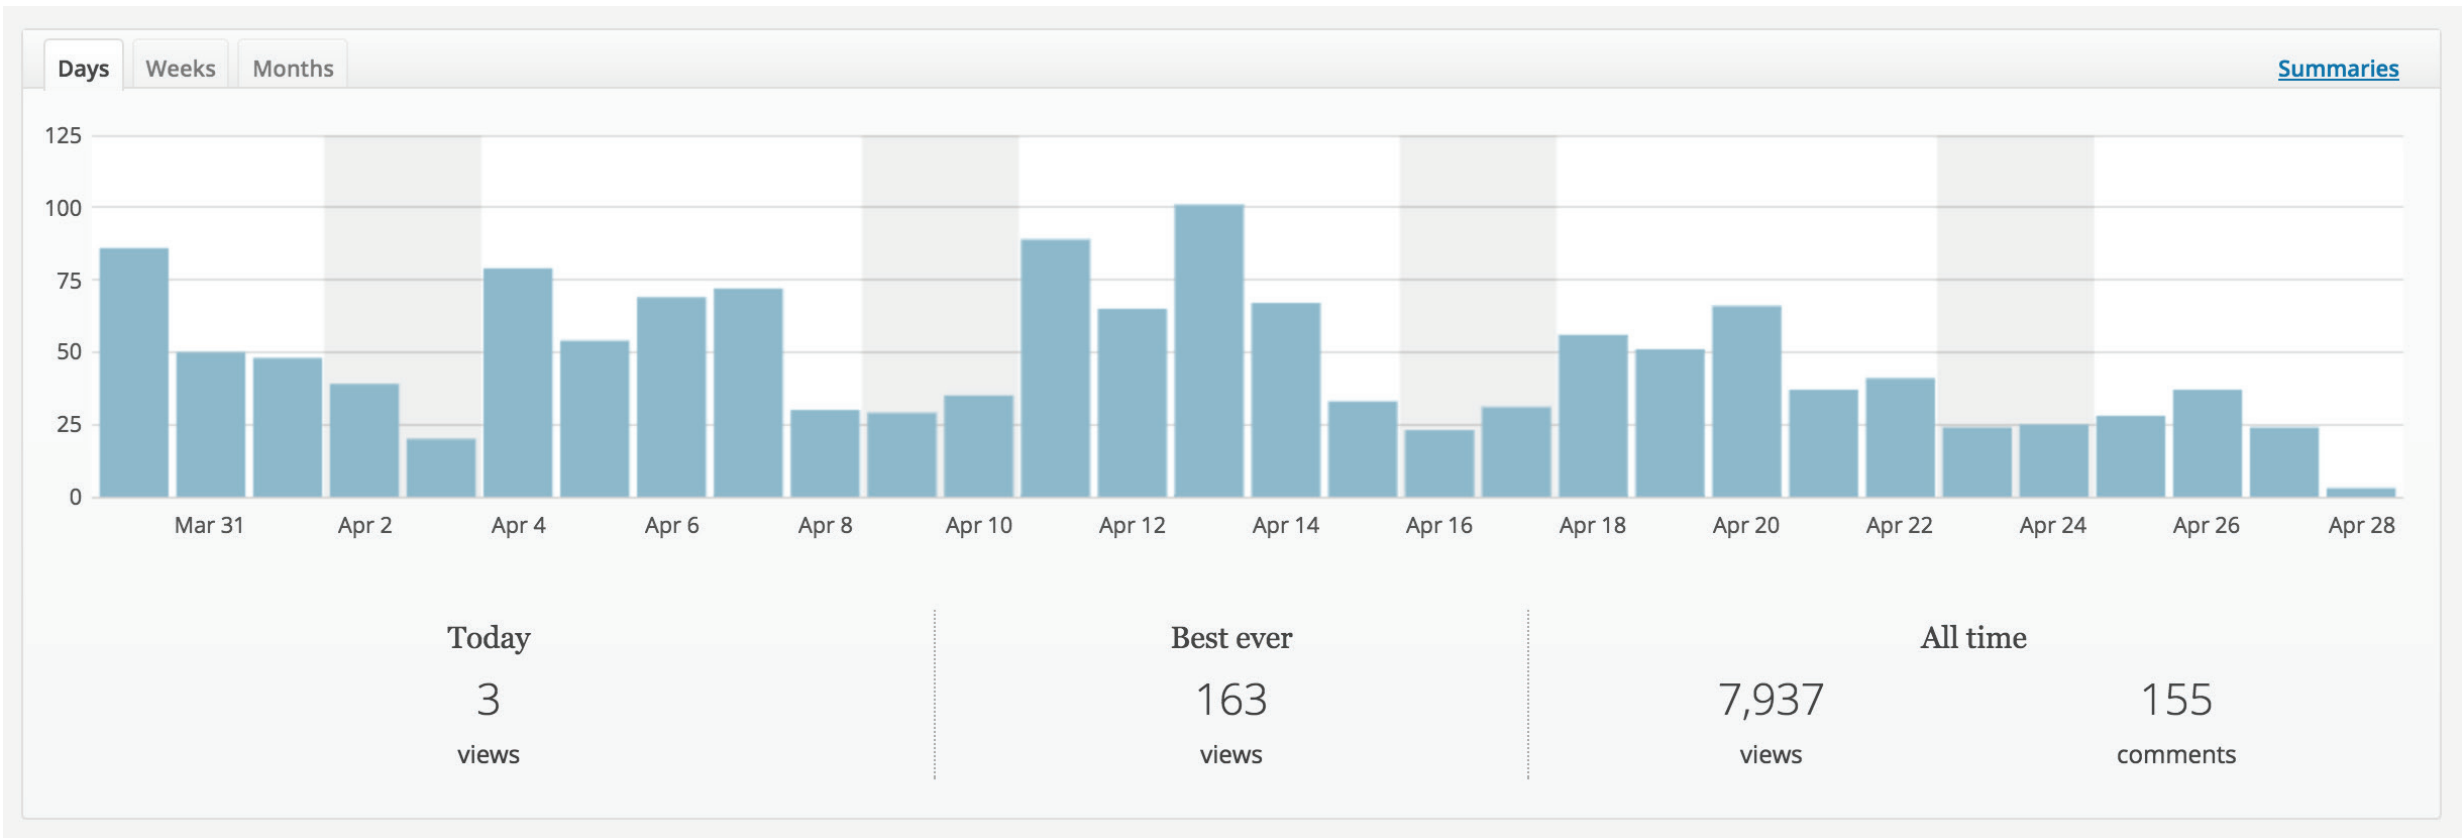 Days Weeks Months Summaries
125
100
75
50
25
0
Mar 31 Apr 2 Apr 4 Apr 6 Apr 8 Apr 10 Apr 12 Apr 14 Apr 16 Apr 18 Apr 20 Apr 22 Apr 24 Apr 26 Apr 28
Today Best ever All time
3 163 7,937 155
views views views comments